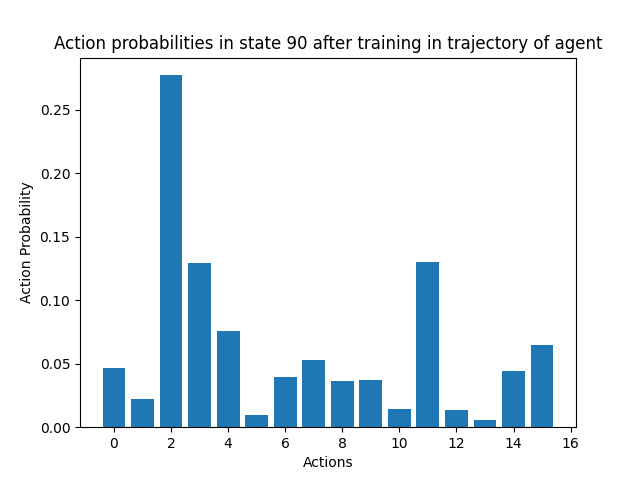 Action probabilities in state 90 after training in trajectory of agent
Action Probability
0.25
0.20
0.15
0.10
0.05
0.00
0 2 4 6 8 10 12 14 16
Actions